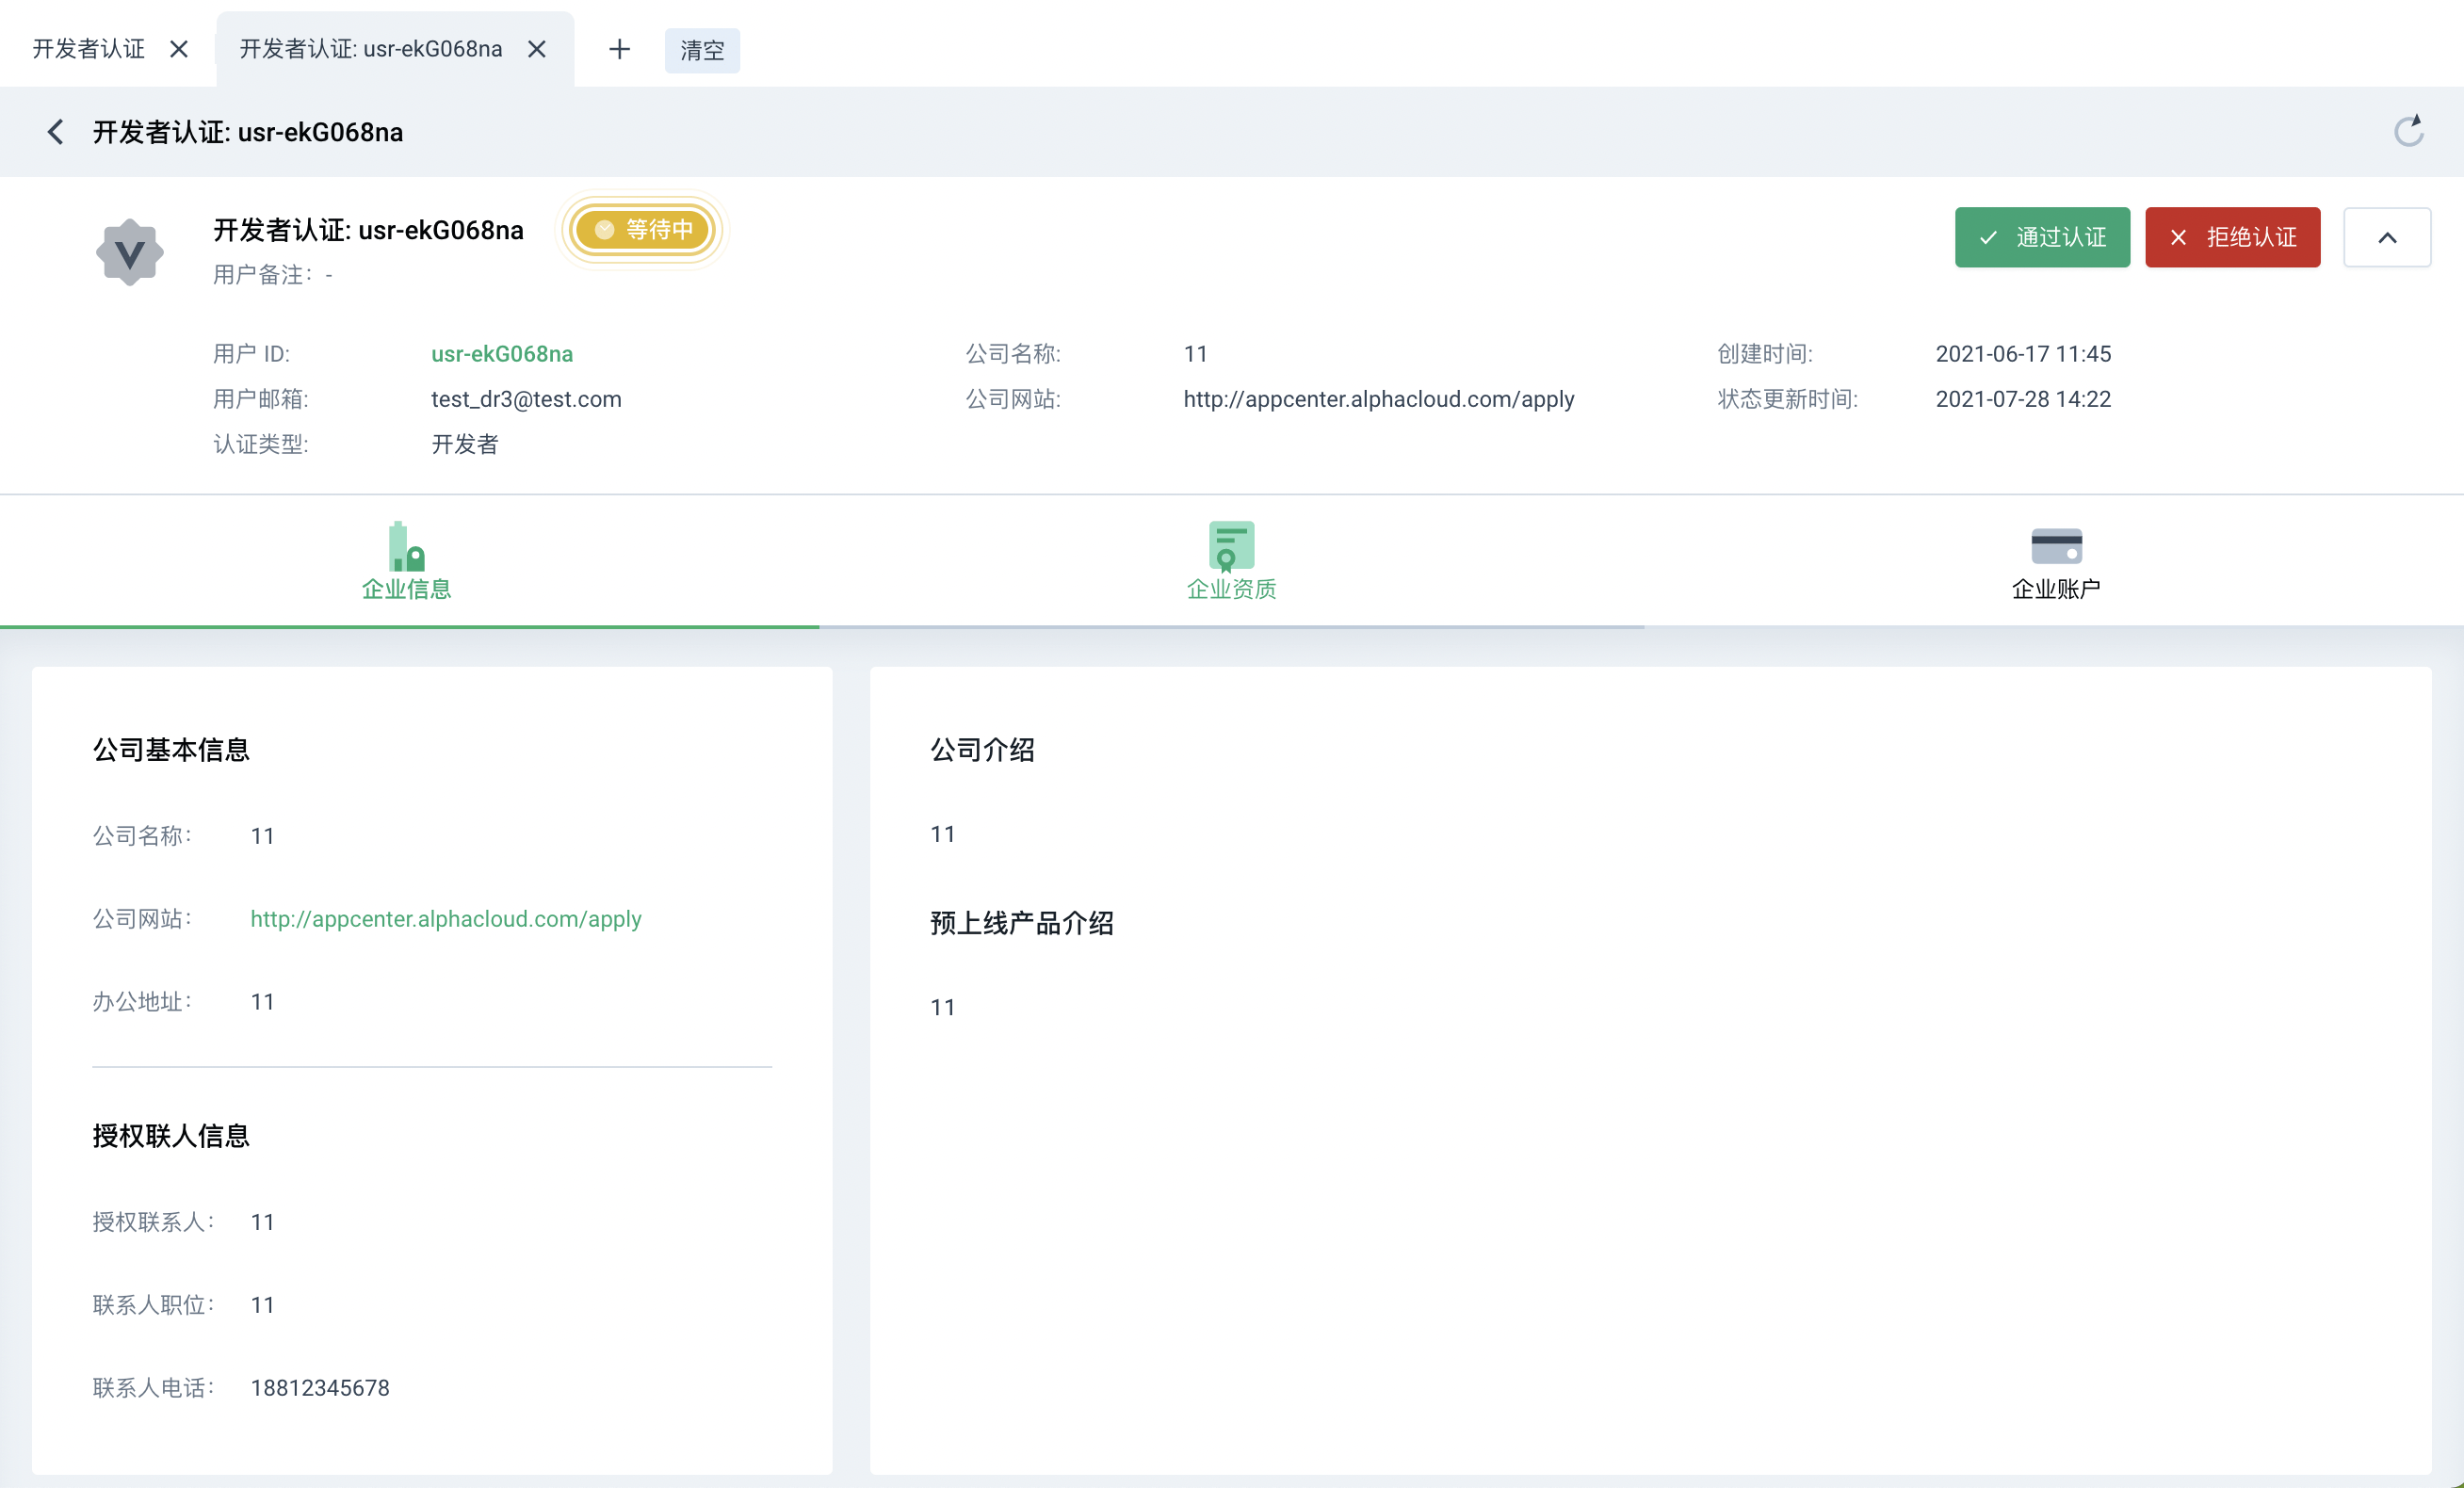 开发者认证
开发者认证: usr-ekG068na
清空
开发者认证: usr-ekG068na
开发者认证: usr-ekG068na
等待中
用户备注: -
通过认证
拒绝认证
用户 ID: usr-ekG068na
公司名称: 11
创建时间: 2021-06-17 11:45
用户邮箱: test_dr3@test.com
公司网站: http://appcenter.alphacloud.com/apply
状态更新时间: 2021-07-28 14:22
认证类型: 开发者
企业信息
企业资质
企业账户
公司基本信息
公司名称: 11
公司网站: http://appcenter.alphacloud.com/apply
办公地址: 11
授权联人信息
授权联系人: 11
联系人职位: 11
联系人电话: 18812345678
公司介绍
11
预上线产品介绍
11